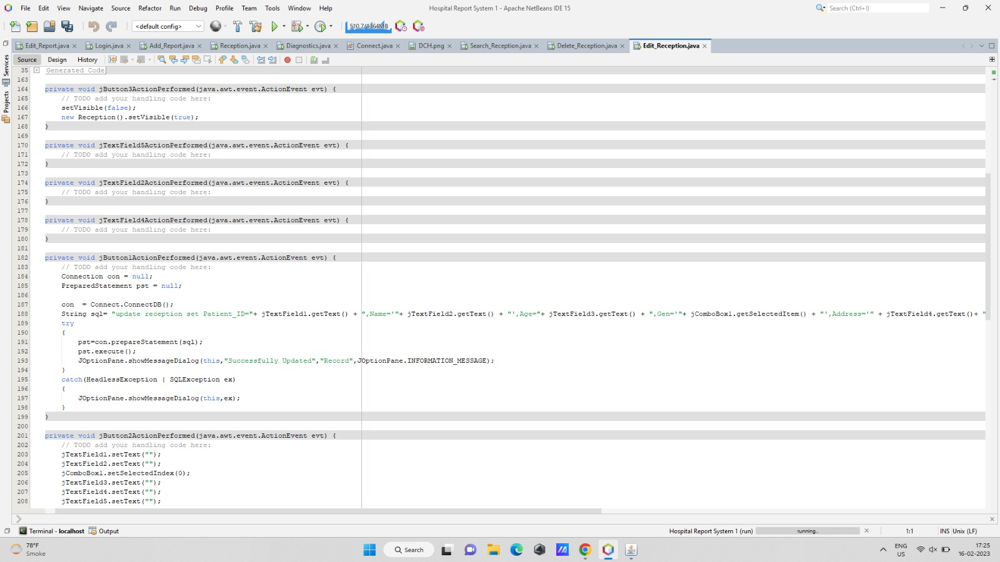 File Edit View Navigate Source Refactor Run Debug Profile Team Tools Window Help
Hospital Report System 1 - Apache NetBeans IDE 15
Search (Ctrl+I)
<default config>
510.7/1364MB
Edit_Report.java
Login.java
Add_Report.java
Reception.java
Diagnostics.java
Connect.java
DCH.png
Search_Reception.java
Delete_Reception.java
Edit_Reception.java
Source Design History
Services
Projects
35 Generated Code
163
164 private void jButton3ActionPerformed(java.awt.event.ActionEvent evt) {
165 // TODO add your handling code here:
166 setVisible(false);
167 new Reception().setVisible(true);
168 }
169
170 private void jTextField5ActionPerformed(java.awt.event.ActionEvent evt) {
171 // TODO add your handling code here:
172 }
173
174 private void jTextField2ActionPerformed(java.awt.event.ActionEvent evt) {
175 // TODO add your handling code here:
176 }
177
178 private void jTextField4ActionPerformed(java.awt.event.ActionEvent evt) {
179 // TODO add your handling code here:
180 }
181
182 private void jButton1ActionPerformed(java.awt.event.ActionEvent evt) {
183 // TODO add your handling code here:
184 Connection con = null;
185 PreparedStatement pst = null;
186
187 con  = Connect.ConnectDB();
188 String sql= "update reception set Patient_ID="+ jTextField1.getText() + ",Name='"+ jTextField2.getText() + "',Age="+ jTextField3.getText() + ",Gen='"+ jComboBox1.getSelectedItem() + "',Address='" + jTextField4.getText()+ "
189 try
190 {
191 pst=con.prepareStatement(sql);
192 pst.execute();
193 JOptionPane.showMessageDialog(this,"Successfully Updated","Record",JOptionPane.INFORMATION_MESSAGE);
194 }
195 catch(HeadlessException | SQLException ex)
196 {
197 JOptionPane.showMessageDialog(this,ex);
198 }
199 }
200
201 private void jButton2ActionPerformed(java.awt.event.ActionEvent evt) {
202 // TODO add your handling code here:
203 jTextField1.setText("");
204 jTextField2.setText("");
205 jComboBox1.setSelectedIndex(0);
206 jTextField3.setText("");
207 jTextField4.setText("");
208 jTextField5.setText("");
Terminal - localhost Output
Hospital Report System 1 (run) running...
1:1
INS Unix (LF)
78°F
Smoke
Search
ENG
US
17:25
16-02-2023